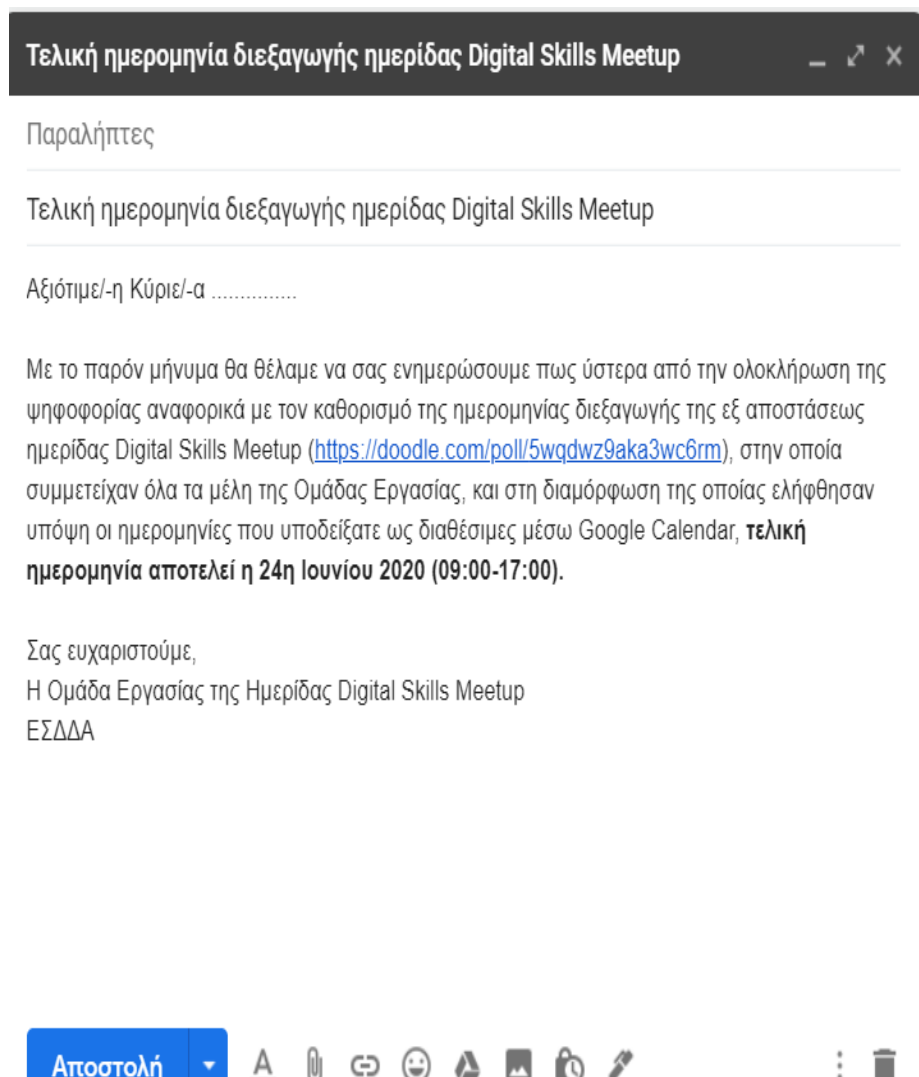 Τελική ημερομηνία διεξαγωγής ημερίδας Digital Skills Meetup
Παραλήπτες
Τελική ημερομηνία διεξαγωγής ημερίδας Digital Skills Meetup
Αξιότιμε/-η Κύριε/-α ...............
Με το παρόν μήνυμα θα θέλαμε να σας ενημερώσουμε πως ύστερα από την ολοκλήρωση της
ψηφοφορίας αναφορικά με τον καθορισμό της ημερομηνίας διεξαγωγής της εξ αποστάσεως
ημερίδας Digital Skills Meetup (https://doodle.com/poll/5wqdwz9aka3wc6rm), στην οποία
συμμετείχαν όλα τα μέλη της Ομάδας Εργασίας, και στη διαμόρφωση της οποίας ελήφθησαν
υπόψη οι ημερομηνίες που υποδείξατε ως διαθέσιμες μέσω Google Calendar, τελική
ημερομηνία αποτελεί η 24η Ιουνίου 2020 (09:00-17:00).
Σας ευχαριστούμε,
Η Ομάδα Εργασίας της Ημερίδας Digital Skills Meetup
ΕΣΔΔΑ
Αποστολή